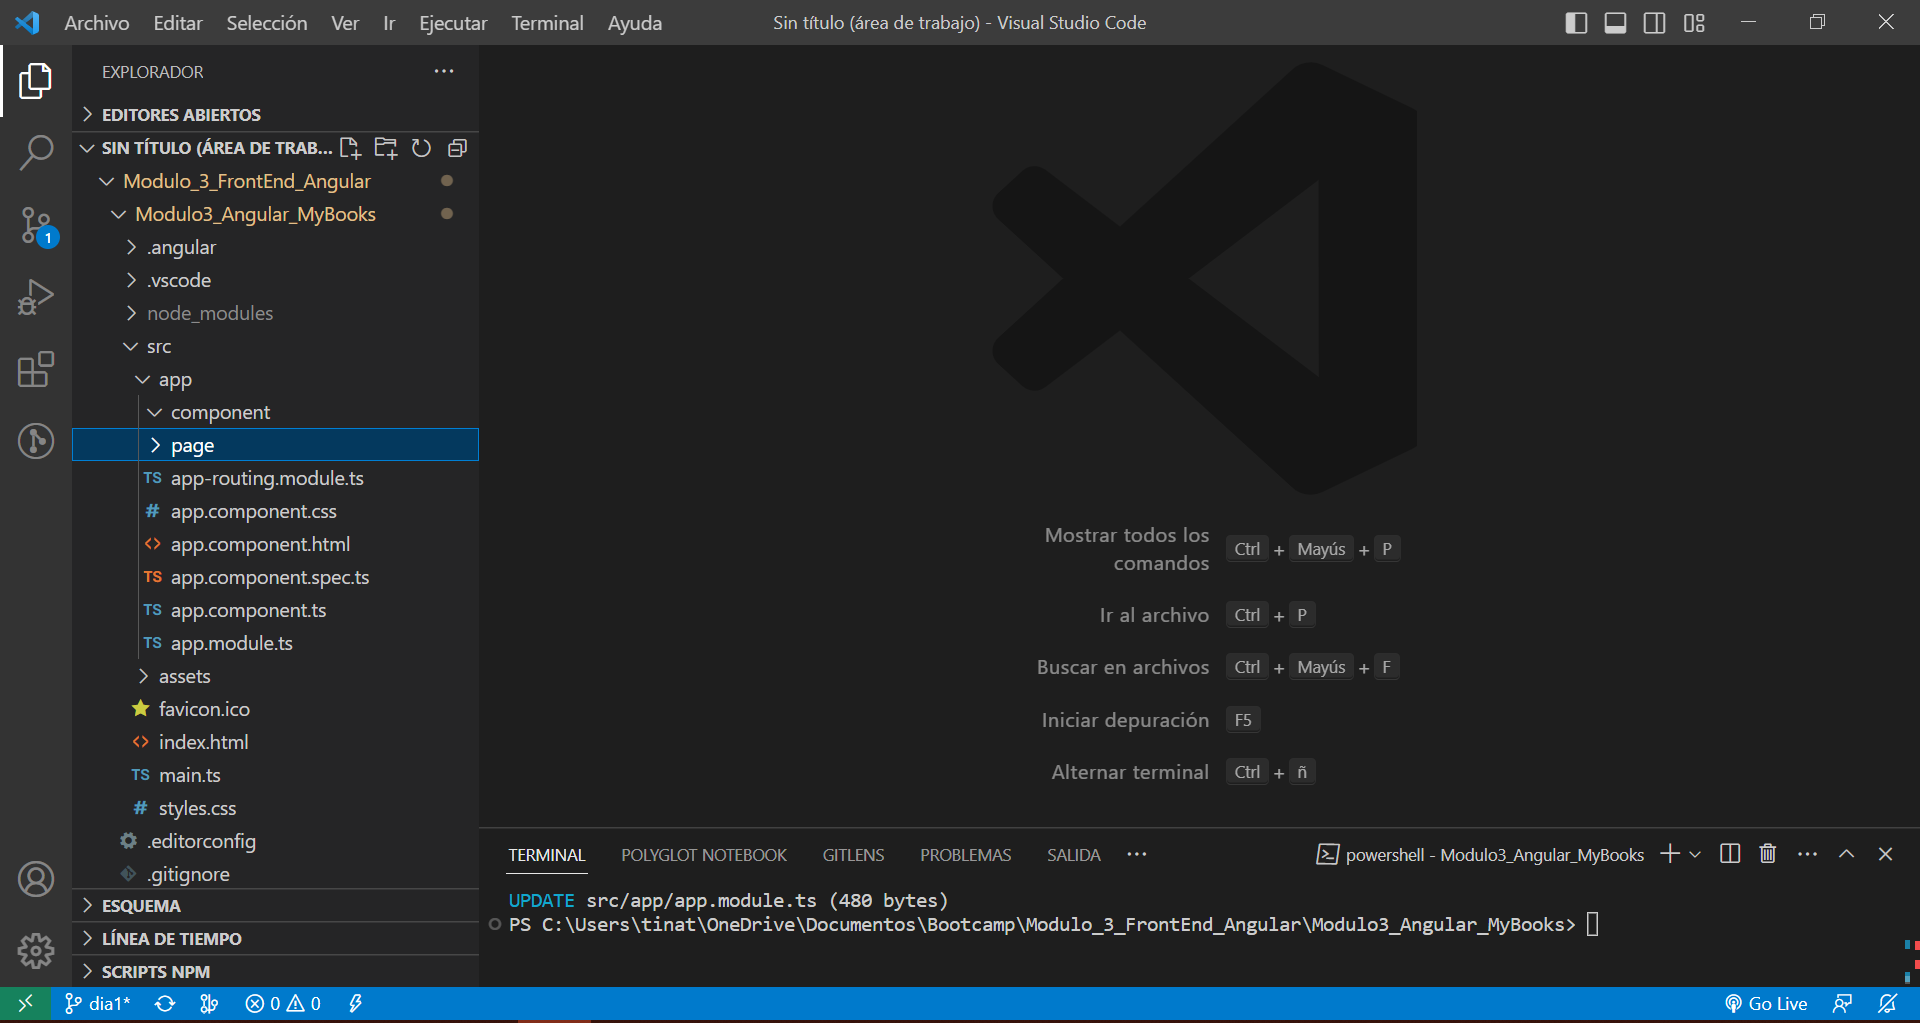 Archivo Editar Selección Ver Ir Ejecutar Terminal Ayuda
Sin título (área de trabajo) - Visual Studio Code
EXPLORADOR
EDITORES ABIERTOS
SIN TÍTULO (ÁREA DE TRAB...
Modulo_3_FrontEnd_Angular
Modulo3_Angular_MyBooks
1
.angular
.vscode
node_modules
src
app
component
page
TS app-routing.module.ts
# app.component.css
<> app.component.html
TS app.component.spec.ts
TS app.component.ts
TS app.module.ts
assets
favicon.ico
<> index.html
TS main.ts
# styles.css
.editorconfig
.gitignore
ESQUEMA
LÍNEA DE TIEMPO
SCRIPTS NPM
Mostrar todos los
comandos
Ctrl + Mayús + P
Ir al archivo Ctrl + P
Buscar en archivos Ctrl + Mayús + F
Iniciar depuración F5
Alternar terminal Ctrl + ñ
TERMINAL POLYGLOT NOTEBOOK GITLENS PROBLEMAS SALIDA ···
powershell - Modulo3_Angular_MyBooks
UPDATE src/app/app.module.ts (480 bytes)
PS C:\Users\tinat\OneDrive\Documentos\Bootcamp\Modulo_3_FrontEnd_Angular\Modulo3_Angular_MyBooks>
dia1* 0 0 Go Live